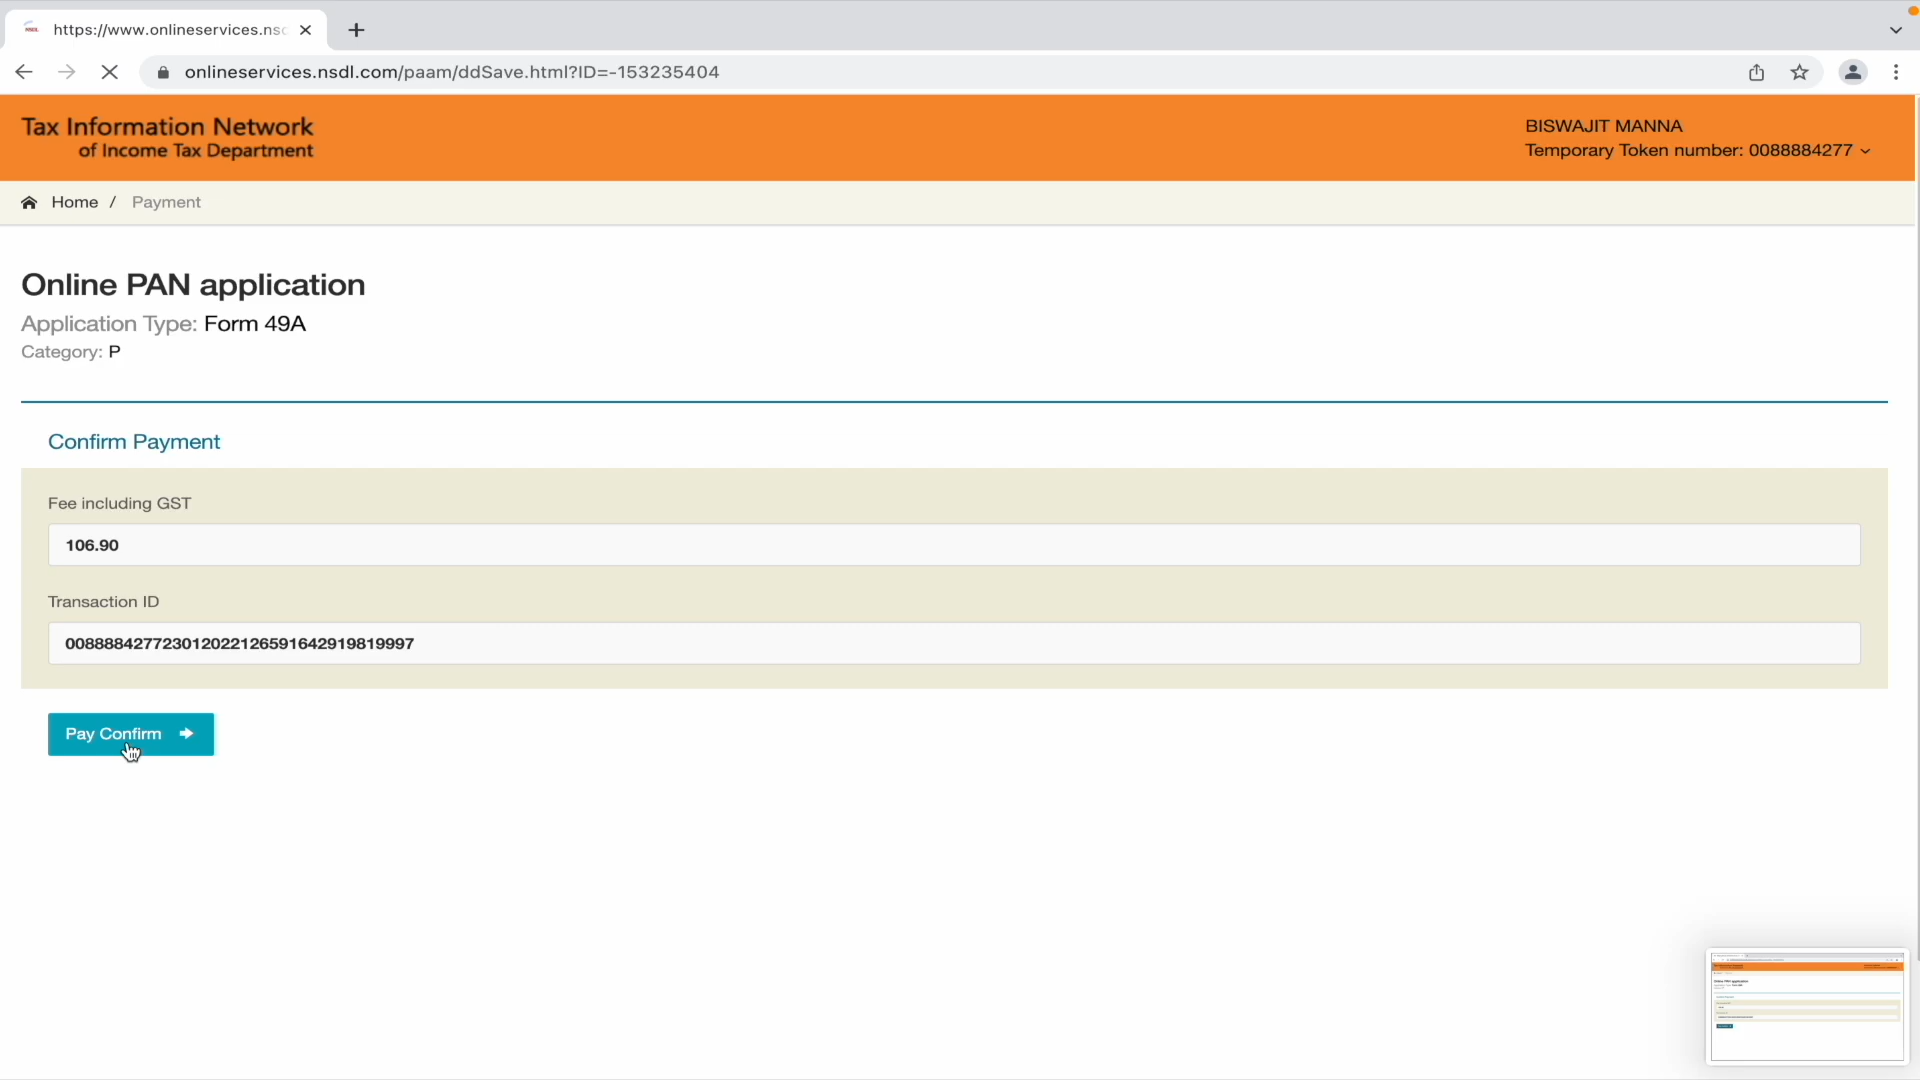 https://www.onlineservices.nsd
onlineservices.nsdl.com/paam/ddSave.html?ID=-153235404
Tax Information Network
of Income Tax Department
BISWAJIT MANNA
Temporary Token number: 0088884277
Home / Payment
Online PAN application
Application Type: Form 49A
Category: P
Confirm Payment
Fee including GST
106.90
Transaction ID
008888427723012022126591642919819997
Pay Confirm